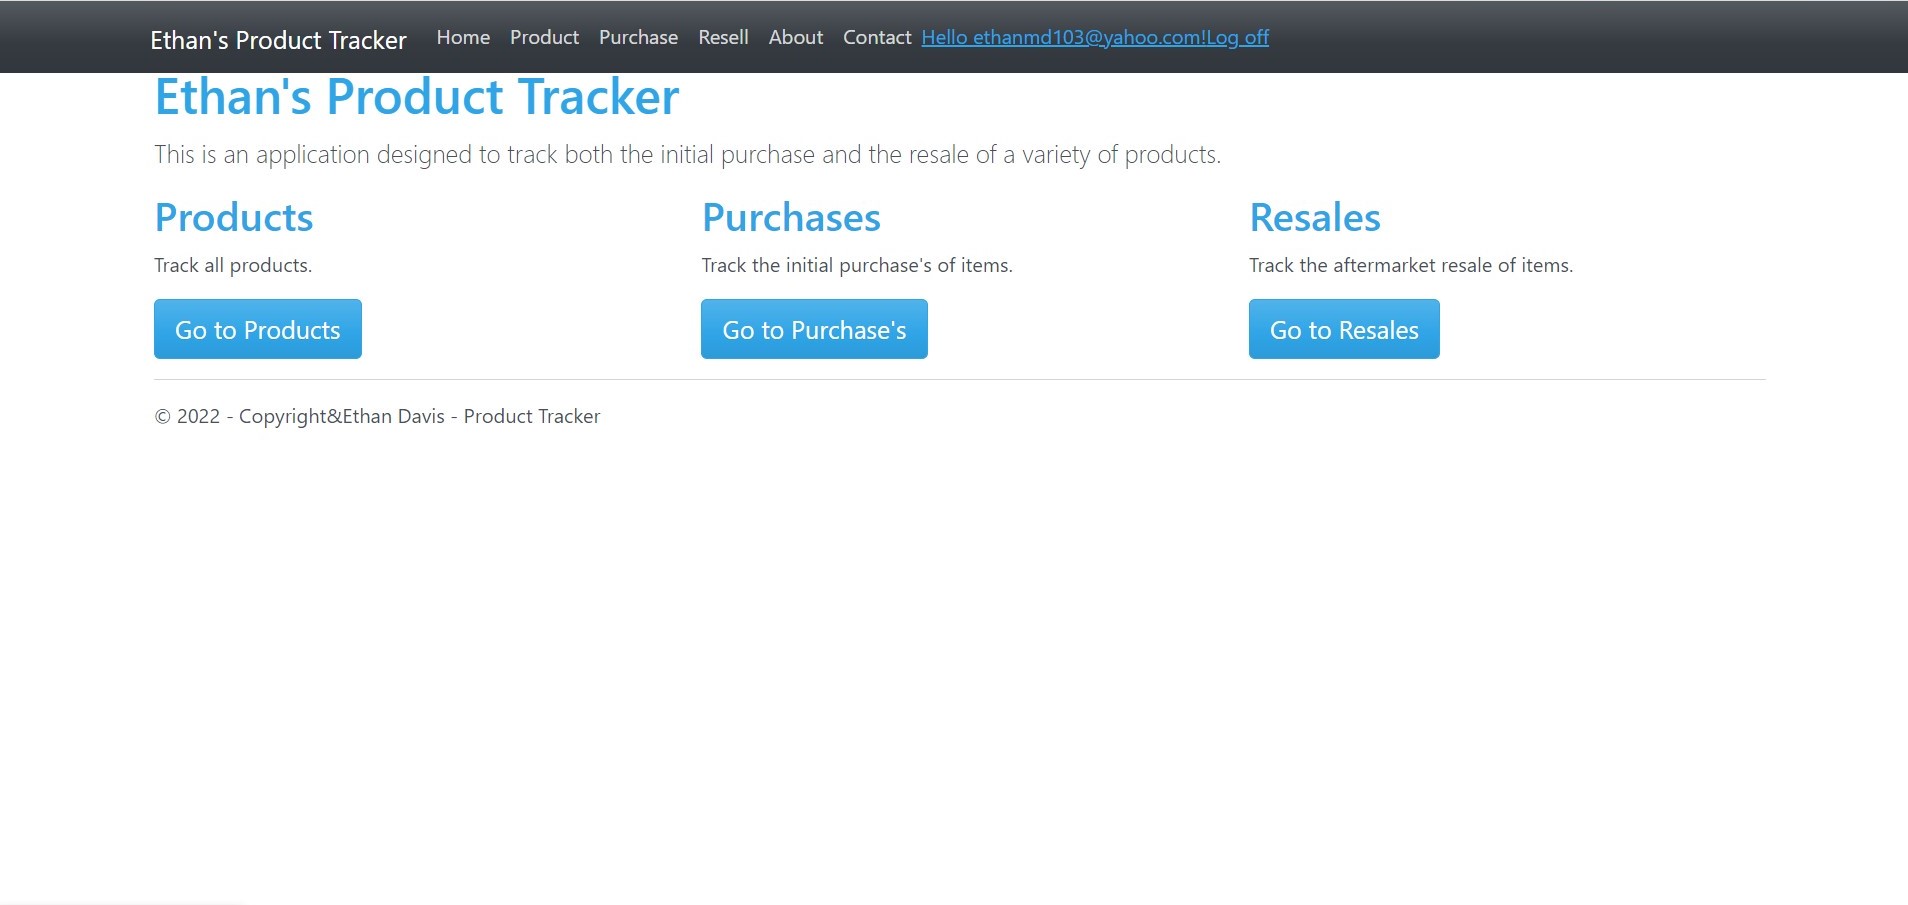 Ethan's Product Tracker Home Product Purchase Resell About Contact Hello ethanmd103@yahoo.com!Log off
Ethan's Product Tracker
This is an application designed to track both the initial purchase and the resale of a variety of products.
Products
Track all products.
Go to Products
Purchases
Track the initial purchase's of items.
Go to Purchase's
Resales
Track the aftermarket resale of items.
Go to Resales
© 2022 - Copyright&Ethan Davis - Product Tracker